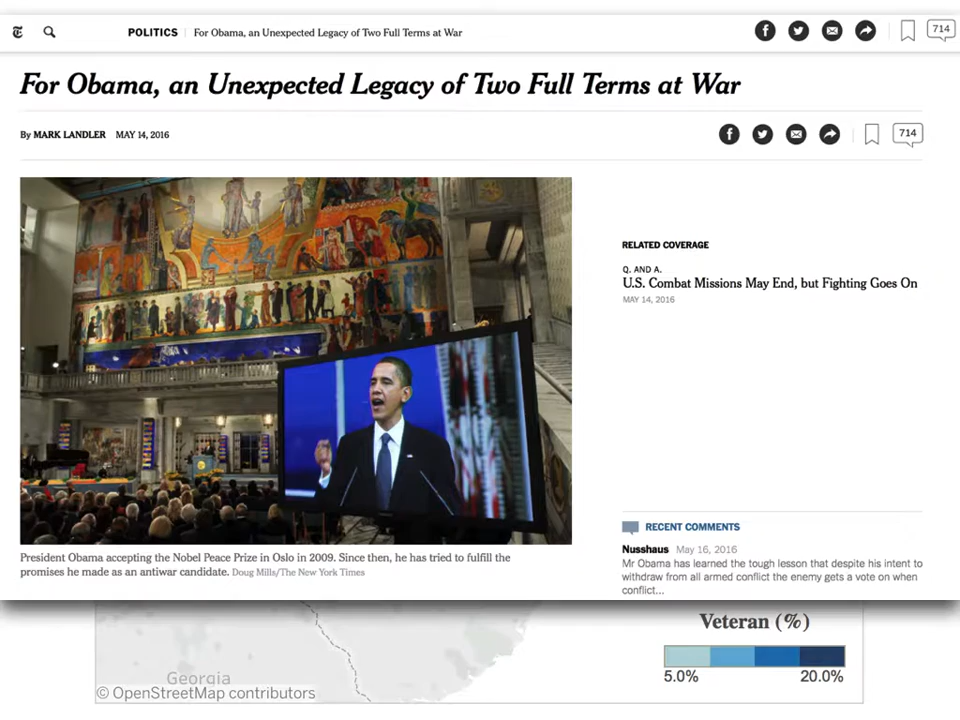 POLITICS For Obama, an Unexpected Legacy of Two Full Terms at War
714
For Obama, an Unexpected Legacy of Two Full Terms at War
By MARK LANDLER MAY 14, 2016
714
RELATED COVERAGE
Q. AND A.
U.S. Combat Missions May End, but Fighting Goes On
MAY 14, 2016
President Obama accepting the Nobel Peace Prize in Oslo in 2009. Since then, he has tried to fulfill the
promises he made as an antiwar candidate. Doug Mills/The New York Times
RECENT COMMENTS
Nusshaus May 16, 2016
Mr Obama has learned the tough lesson that despite his intent to
withdraw from all armed conflict the enemy gets a vote on when
conflict...
Veteran (%)
5.0% 20.0%
Georgia
© OpenStreetMap contributors